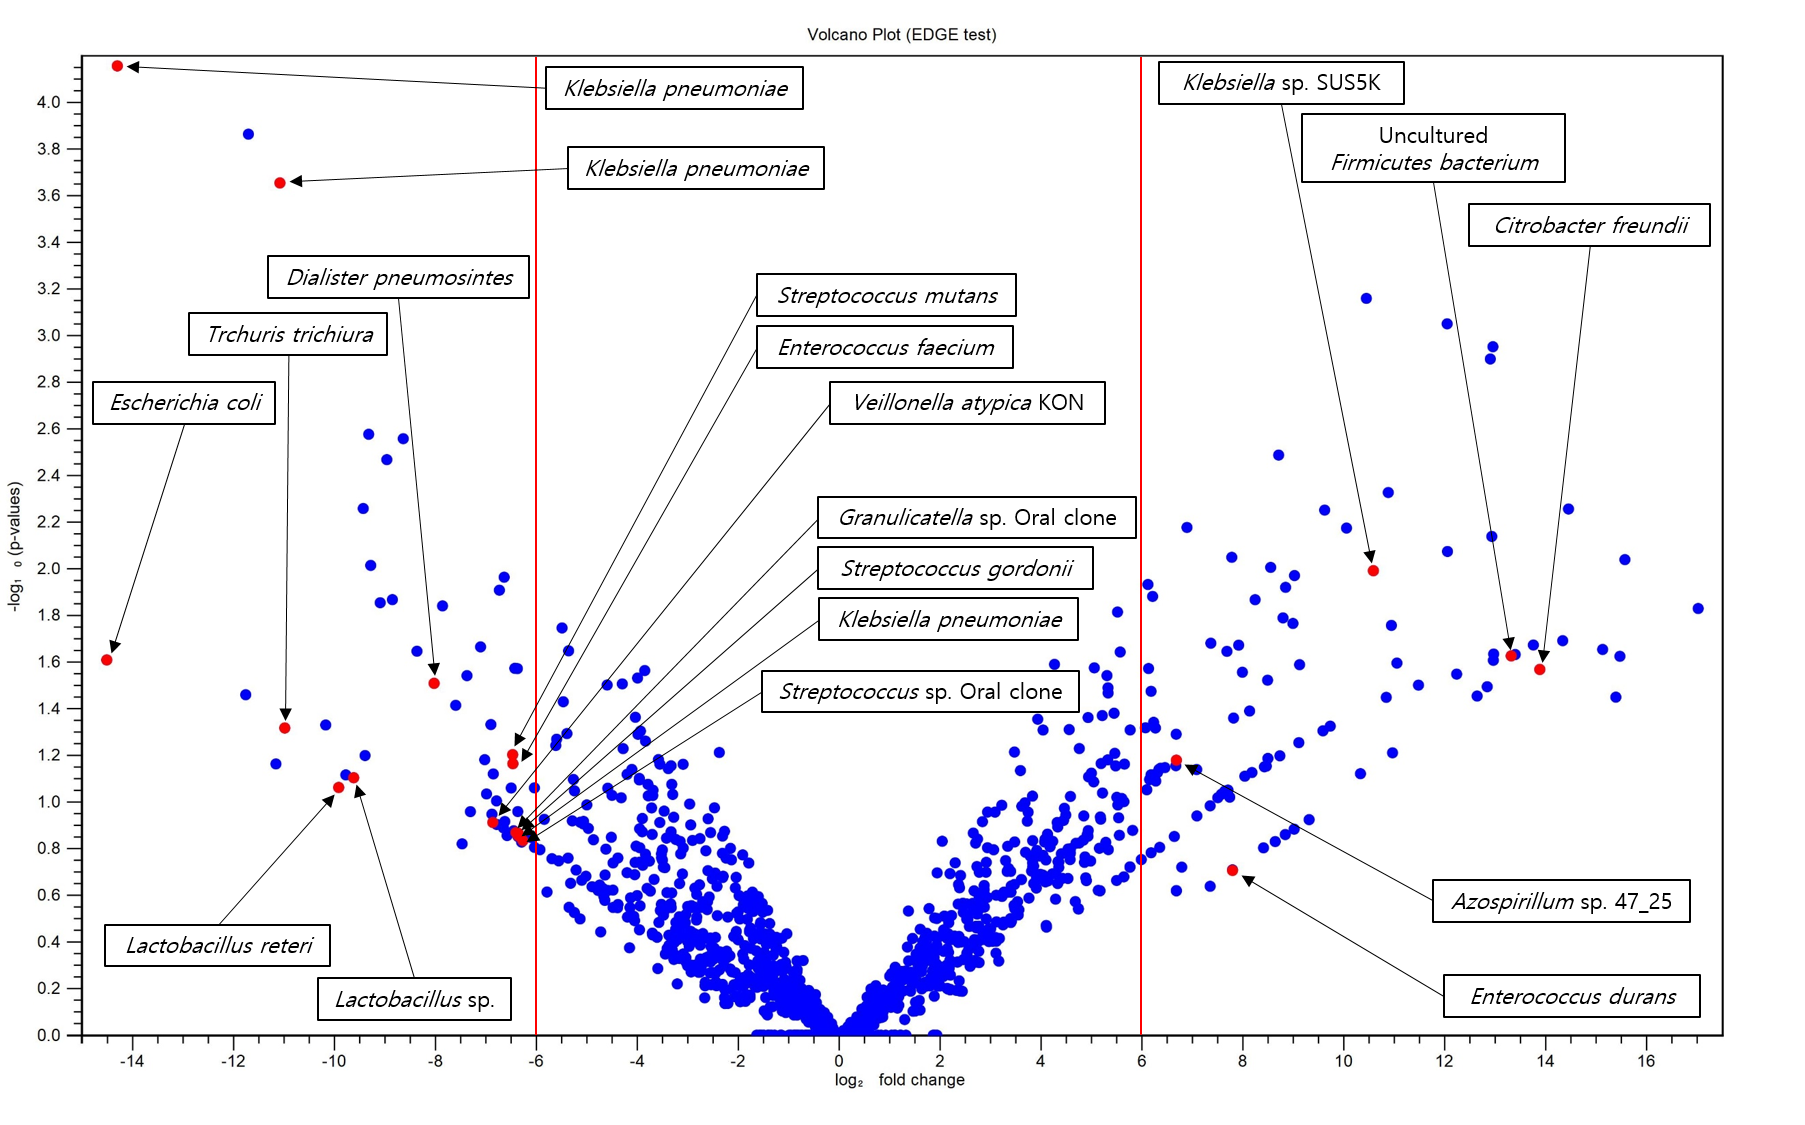 Volcano Plot (EDGE test)
Klebsiella pneumoniae
Klebsiella sp. SUS5K
Uncultured
Firmicutes bacterium
Klebsiella pneumoniae
Citrobacter freundii
Dialister pneumosintes
Streptococcus mutans
Trchuris trichiura
Enterococcus faecium
Escherichia coli
Veillonella atypica KON
Granulicatella sp. Oral clone
Streptococcus gordonii
Klebsiella pneumoniae
Streptococcus sp. Oral clone
Azospirillum sp. 47_25
Lactobacillus reteri
Lactobacillus sp.
Enterococcus durans
4.0
3.8
3.6
3.4
3.2
3.0
2.8
2.6
2.4
2.2
2.0
1.8
1.6
1.4
1.2
1.0
0.8
0.6
0.4
0.2
0.0
-log₁ ₀ (p-values)
-14 -12 -10 -8 -6 -4 -2 0 2 4 6 8 10 12 14 16
log₂ fold change